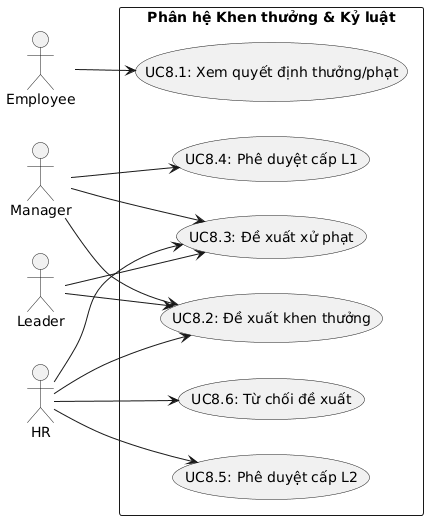 Phân hệ Khen thưởng & Kỷ luật
Employee
UC8.1: Xem quyết định thưởng/phạt
Manager
UC8.4: Phê duyệt cấp L1
UC8.3: Đề xuất xử phạt
Leader
UC8.2: Đề xuất khen thưởng
HR
UC8.6: Từ chối đề xuất
UC8.5: Phê duyệt cấp L2